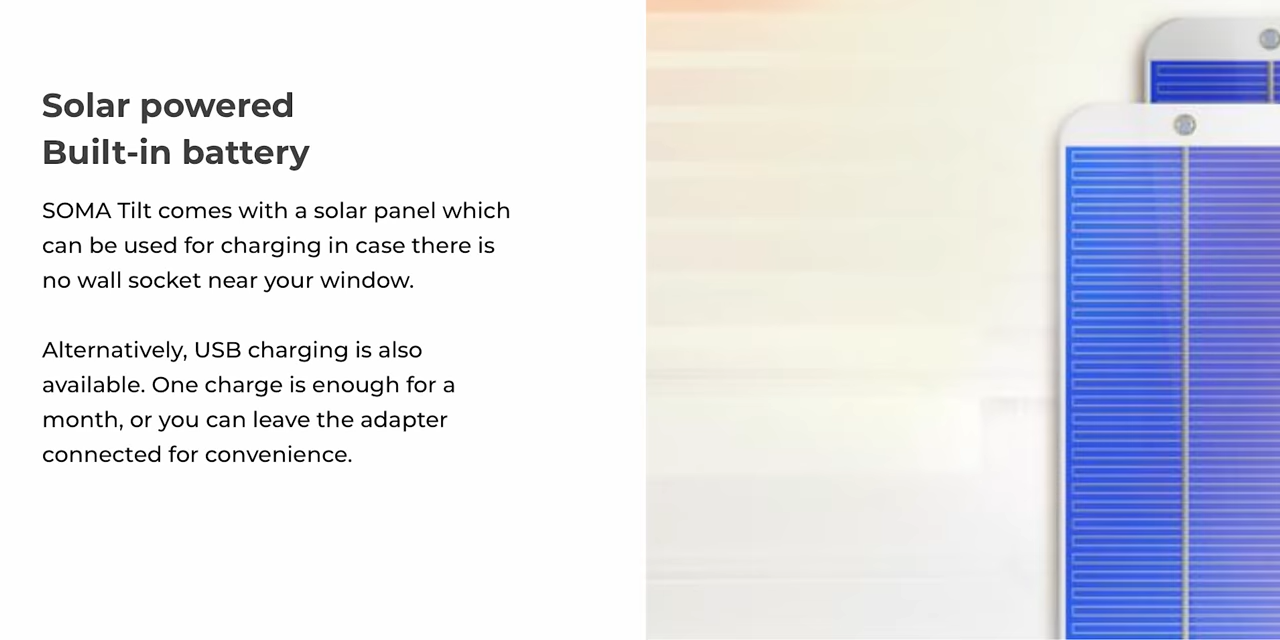 Solar powered
Built-in battery
SOMA Tilt comes with a solar panel which
can be used for charging in case there is
no wall socket near your window.
Alternatively, USB charging is also
available. One charge is enough for a
month, or you can leave the adapter
connected for convenience.